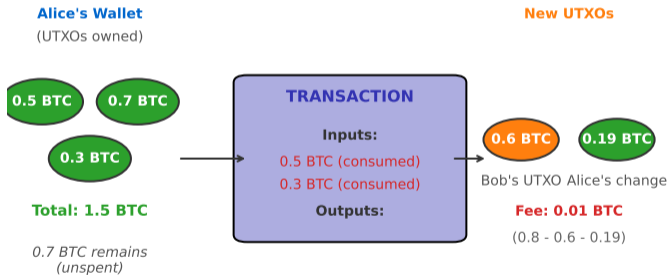 Alice's Wallet
(UTXOs owned)
0.5 BTC
0.7 BTC
0.3 BTC
Total: 1.5 BTC
0.7 BTC remains
(unspent)
TRANSACTION
Inputs:
0.5 BTC (consumed)
0.3 BTC (consumed)
Outputs:
New UTXOs
0.6 BTC
0.19 BTC
Bob's UTXO
Alice's change
Fee: 0.01 BTC
(0.8 - 0.6 - 0.19)